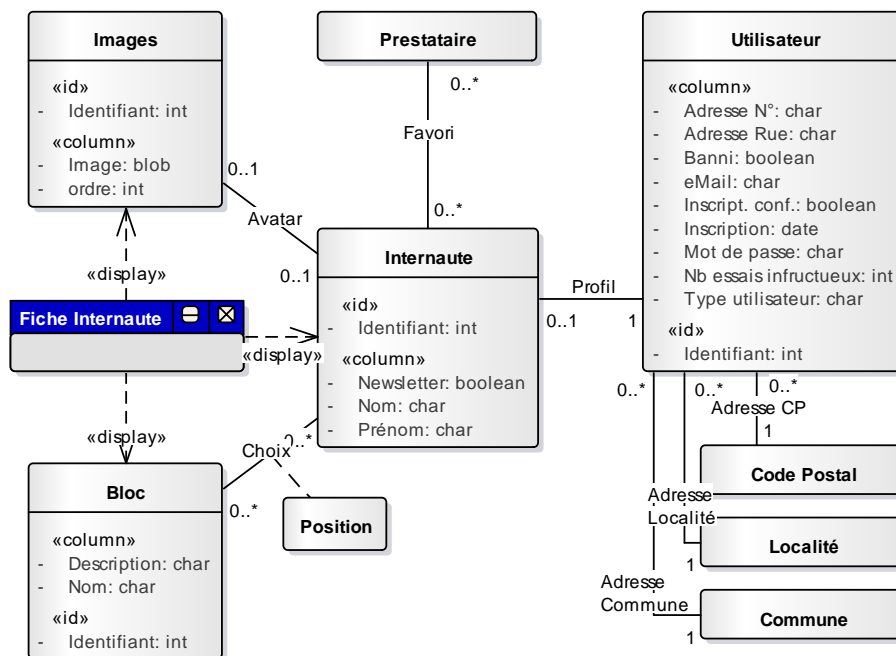 Images
«id»
- Identifiant: int
«column»
- Image: blob
- ordre: int
Prestataire
0..*
Favori
0..*
Utilisateur
«column»
- Adresse N°: char
- Adresse Rue: char
- Banni: boolean
- eMail: char
- Inscript. conf.: boolean
- Inscription: date
- Mot de passe: char
- Nb essais infructueux: int
- Type utilisateur: char
«id»
- Identifiant: int
0..1
Avatar
0..1
Internaute
«id»
- Identifiant: int
«column»
- Newsletter: boolean
- Nom: char
- Prénom: char
Profil
0..1
1
«display»
Fiche Internaute
«display»
«display»
Choix
0..*
0..*
Bloc
«column»
- Description: char
- Nom: char
«id»
- Identifiant: int
Position
0..*
0..*
0..*
Adresse CP
1
Code Postal
Adresse
Localité
1
Localité
Adresse
Commune
1
Commune